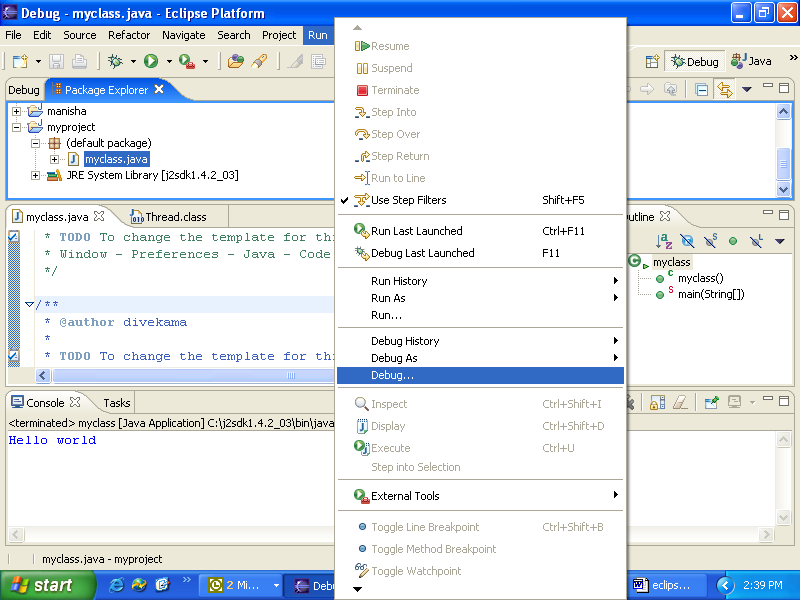 Debug - myclass.java - Eclipse Platform
File Edit Source Refactor Navigate Search Project Run
Debug Java »
Debug Package Explorer
manisha
myproject
(default package)
myclass.java
JRE System Library [j2sdk1.4.2_03]
Resume
Suspend
Terminate
Step Into
Step Over
Step Return
Run to Line
Use Step Filters Shift+F5
Run Last Launched Ctrl+F11
Debug Last Launched F11
Run History
Run As
Run...
Debug History
Debug As
Debug...
Inspect Ctrl+Shift+I
Display Ctrl+Shift+D
Execute Ctrl+U
Step into Selection
External Tools
Toggle Line Breakpoint Ctrl+Shift+B
Toggle Method Breakpoint
Toggle Watchpoint
myclass.java Thread.class
* TODO To change the template for thi
* Window - Preferences - Java - Code
*/
/**
* @author divekama
*
* TODO To change the template for thi
utline
myclass
myclass()
main(String[])
Console Tasks
<terminated> myclass [Java Application] C:\j2sdk1.4.2_03\bin\java
Hello world
myclass.java - myproject
start » 2 Mi... Debu eclips... 2:39 PM